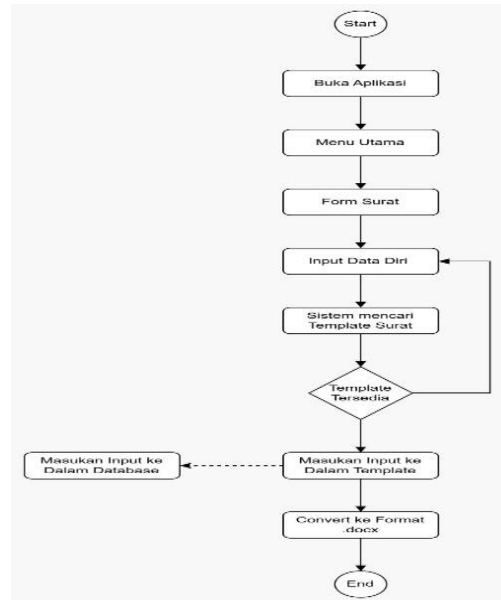 Start
Buka Aplikasi
Menu Utama
Form Surat
Input Data Diri
Sistem mencari
Template Surat
Template
Tersedia
Masukan Input ke
Dalam Database
Masukan Input ke
Dalam Template
Convert ke Format
.docx
End